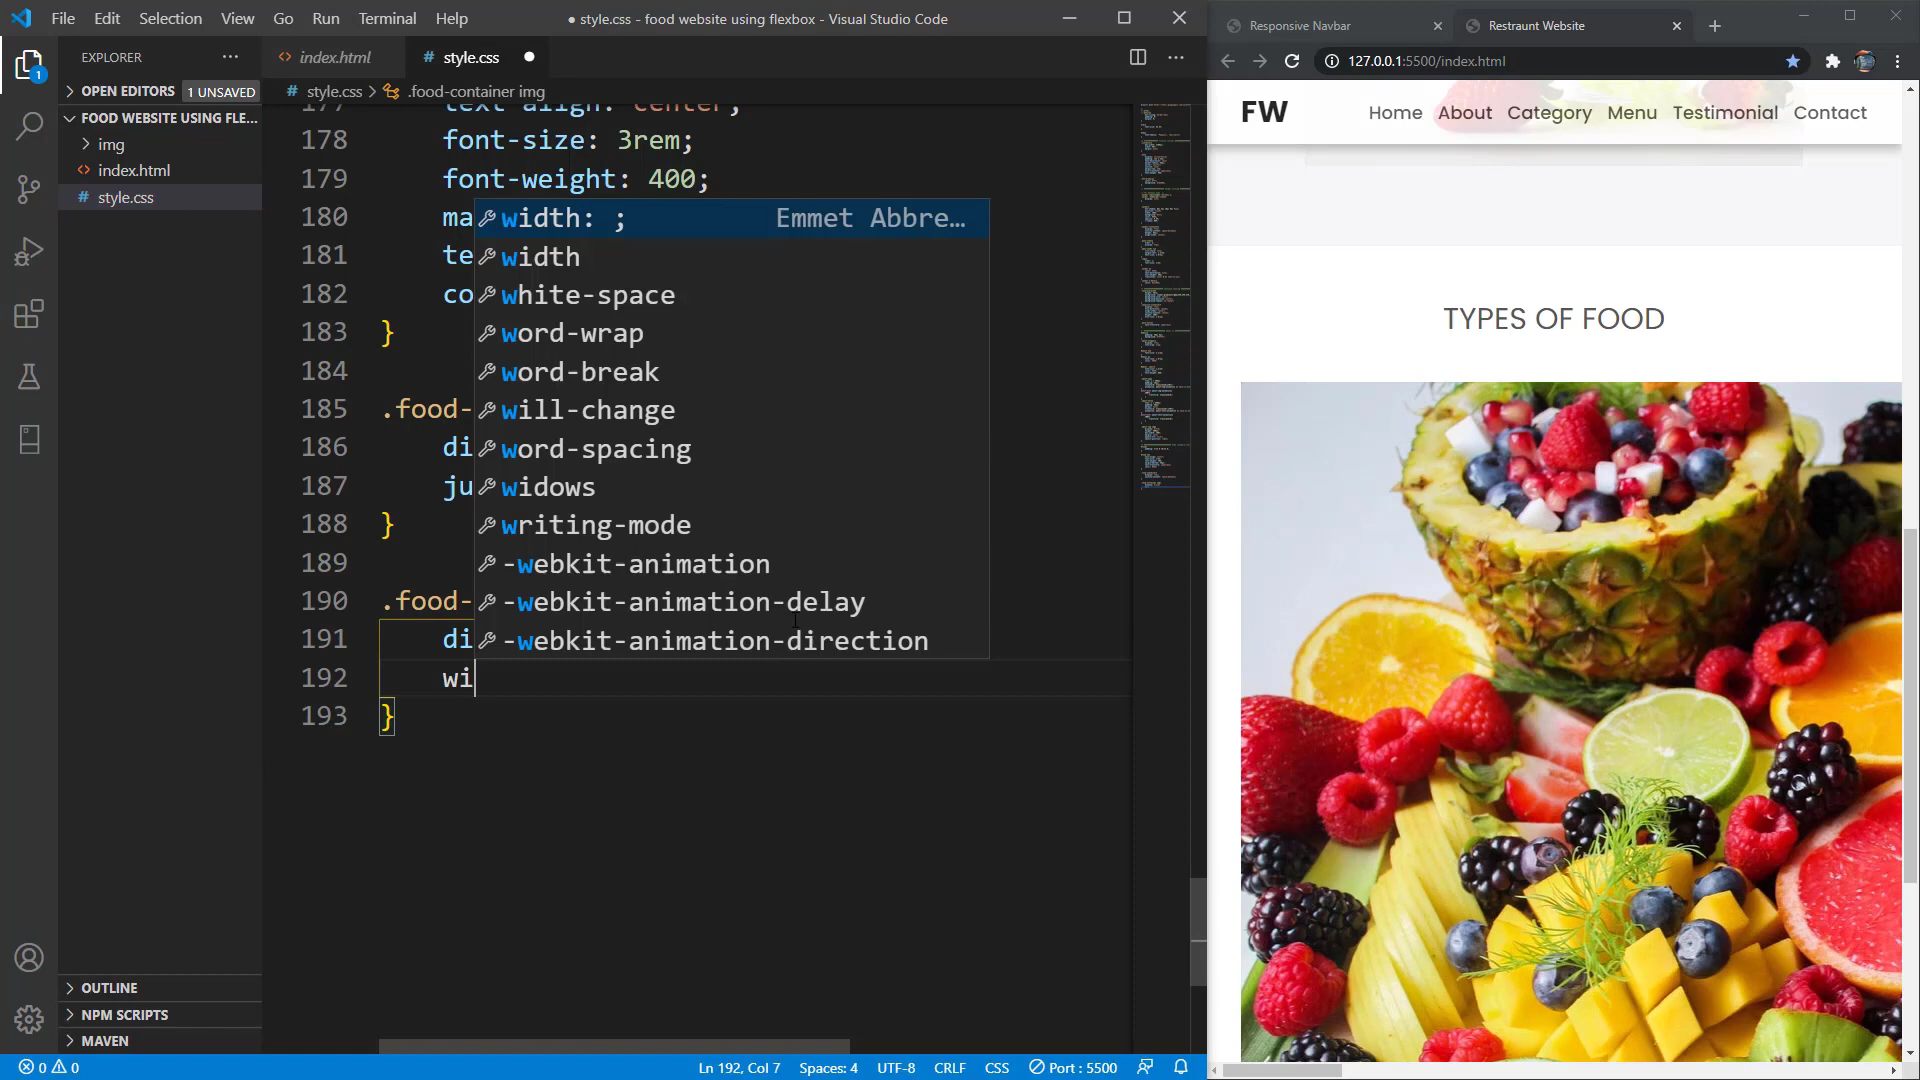 File Edit Selection View Go Run Terminal Help
● style.css - food website using flexbox - Visual Studio Code
EXPLORER
OPEN EDITORS 1 UNSAVED
FOOD WEBSITE USING FLE...
img
index.html
style.css
OUTLINE
NPM SCRIPTS
MAVEN
1
index.html
style.css
style.css > .food-container img
177 text-align: center;
178 font-size: 3rem;
179 font-weight: 400;
180 ma
181 te
182 co
183 }
184
185 .food-
186 di
187 ju
188 }
189
190 .food-
191 di
192 wi
193 }
width: ; Emmet Abbre...
width
white-space
word-wrap
word-break
will-change
word-spacing
widows
writing-mode
-webkit-animation
-webkit-animation-delay
-webkit-animation-direction
0 0
Ln 192, Col 7 Spaces: 4 UTF-8 CRLF CSS Port : 5500
Responsive Navbar
Restraunt Website
127.0.0.1:5500/index.html
FW
Home About Category Menu Testimonial Contact
TYPES OF FOOD